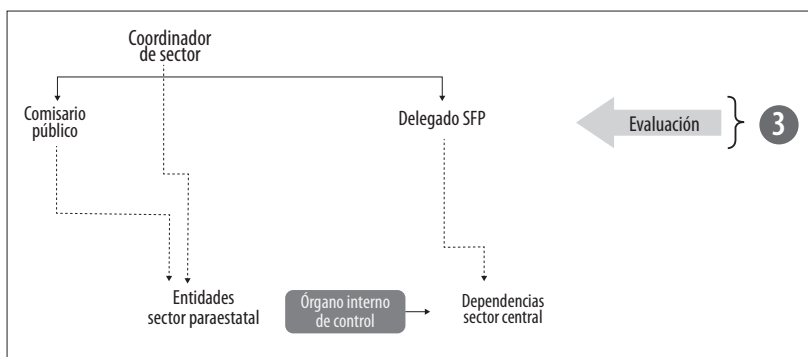 Coordinador
de sector
Comisario
público
Delegado SFP
Evaluación
3
Entidades
sector paraestatal
Órgano interno
de control
Dependencias
sector central